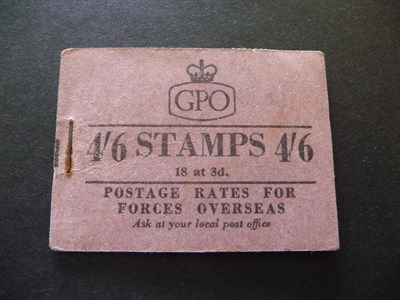 GPO
4'6 STAMPS 4'6
18 at 3d.
POSTAGE RATES FOR
FORCES OVERSEAS
Ask at your local post office